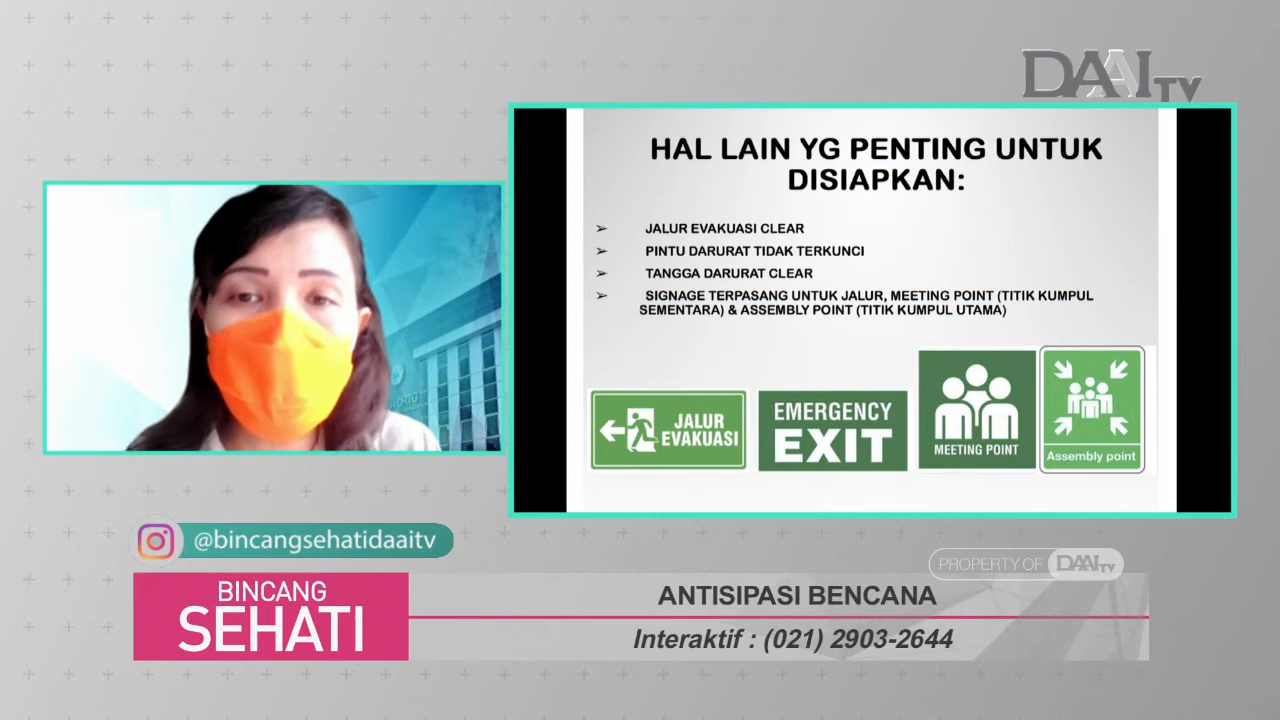 DAAI TV
HAL LAIN YG PENTING UNTUK
DISIAPKAN:
➢ JALUR EVAKUASI CLEAR
➢ PINTU DARURAT TIDAK TERKUNCI
➢ TANGGA DARURAT CLEAR
➢ SIGNAGE TERPASANG UNTUK JALUR, MEETING POINT (TITIK KUMPUL
SEMENTARA) & ASSEMBLY POINT (TITIK KUMPUL UTAMA)
JALUR
EVAKUASI
EMERGENCY
EXIT
MEETING POINT
Assembly point
@bincangsehatidaaitv
PROPERTY OF DAAI TV
BINCANG
SEHATI
ANTISIPASI BENCANA
Interaktif : (021) 2903-2644